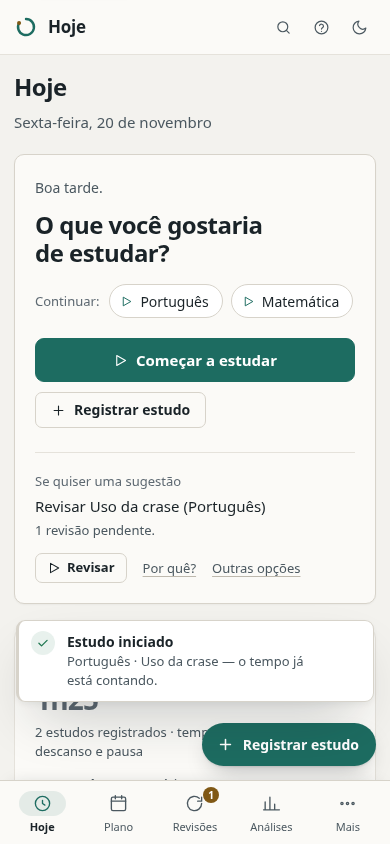 Hoje
Hoje
Sexta-feira, 20 de novembro
Boa tarde.
O que você gostaria
de estudar?
Continuar:
Português
Matemática
Começar a estudar
Registrar estudo
Se quiser uma sugestão
Revisar Uso da crase (Português)
1 revisão pendente.
Revisar
Por quê?
Outras opções
Estudo iniciado
Português · Uso da crase — o tempo já
está contando.
2 estudos registrados ·
descanso e pausa
Registrar estudo
1
Hoje
Plano
Revisões
Análises
Mais